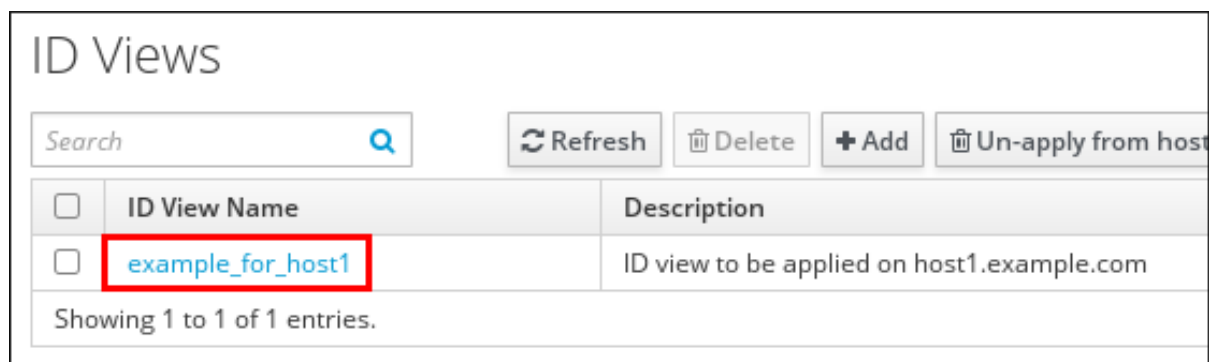 ID Views
Search Refresh Delete Add Un-apply from host
ID View Name Description
example_for_host1 ID view to be applied on host1.example.com
Showing 1 to 1 of 1 entries.